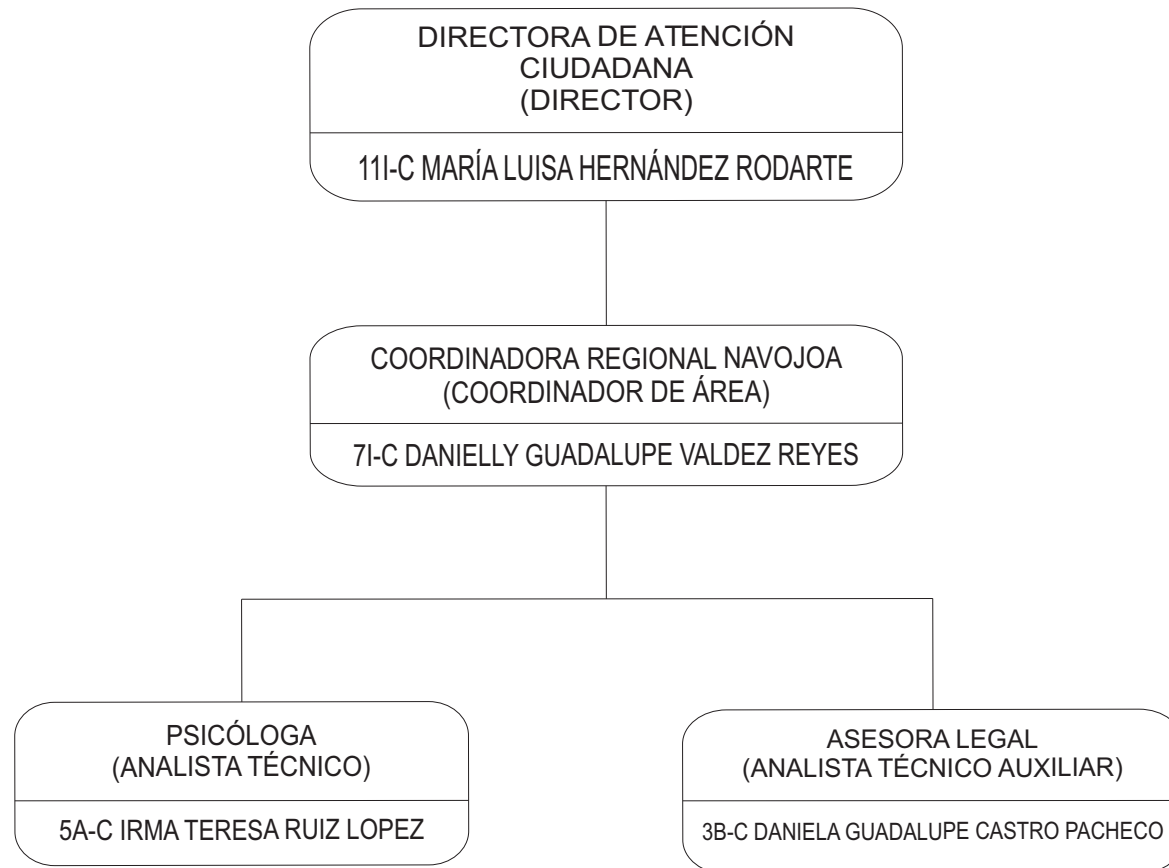 DIRECTORA DE ATENCIÓN
CIUDADANA
(DIRECTOR)
11I-C MARÍA LUISA HERNÁNDEZ RODARTE
COORDINADORA REGIONAL NAVOJOA
(COORDINADOR DE ÁREA)
7I-C DANIELLY GUADALUPE VALDEZ REYES
PSICÓLOGA
(ANALISTA TÉCNICO)
5A-C IRMA TERESA RUIZ LOPEZ
ASESORA LEGAL
(ANALISTA TÉCNICO AUXILIAR)
3B-C DANIELA GUADALUPE CASTRO PACHECO